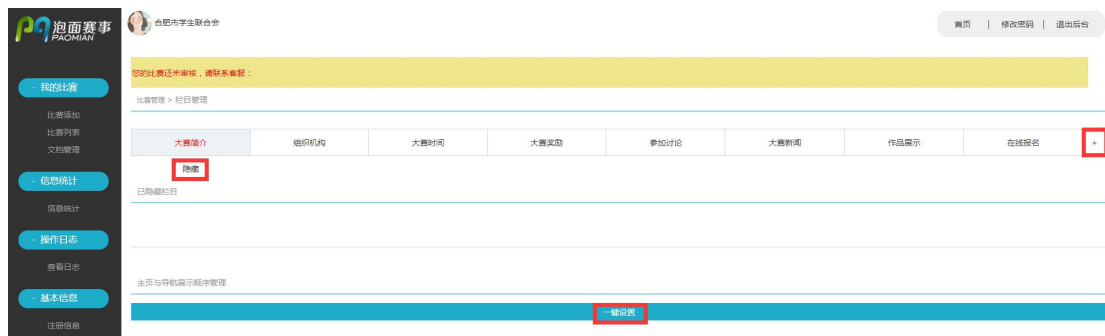 泡面赛事
PAOMIAN
合肥市学生联合会
首页 | 修改密码 | 退出后台
您的比赛还未审核，请联系客服：
- 我的比赛
比赛添加
比赛列表
文档管理
- 信息统计
信息统计
- 操作日志
查看日志
- 基本信息
注册信息
比赛管理 > 栏目管理
大赛简介 组织机构 大赛时间 大赛奖励 参加讨论 大赛新闻 作品展示 在线报名 +
隐藏
已隐藏栏目
主页与导航展示顺序管理
一键设置